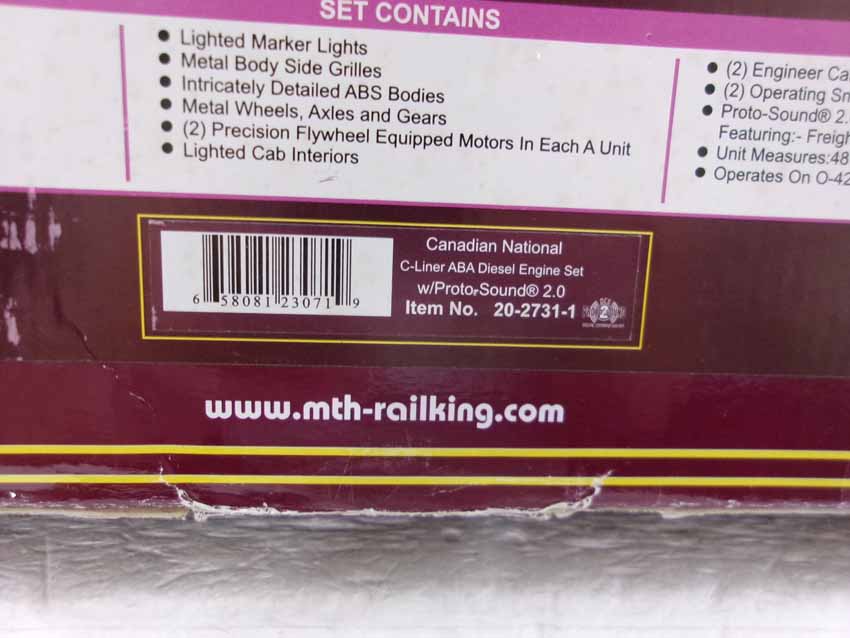 SET CONTAINS
● Lighted Marker Lights
● Metal Body Side Grilles
● Intricately Detailed ABS Bodies
● Metal Wheels, Axles and Gears
● (2) Precision Flywheel Equipped Motors In Each A Unit
● Lighted Cab Interiors
● (2) Engineer Ca
● (2) Operating Sm
● Proto-Sound® 2.
Featuring:- Freigh
● Unit Measures:48
● Operates On O-42
6 58081 23071 9
Canadian National
C-Liner ABA Diesel Engine Set
w/Proto-Sound® 2.0
Item No. 20-2731-1
2
www.mth-railking.com